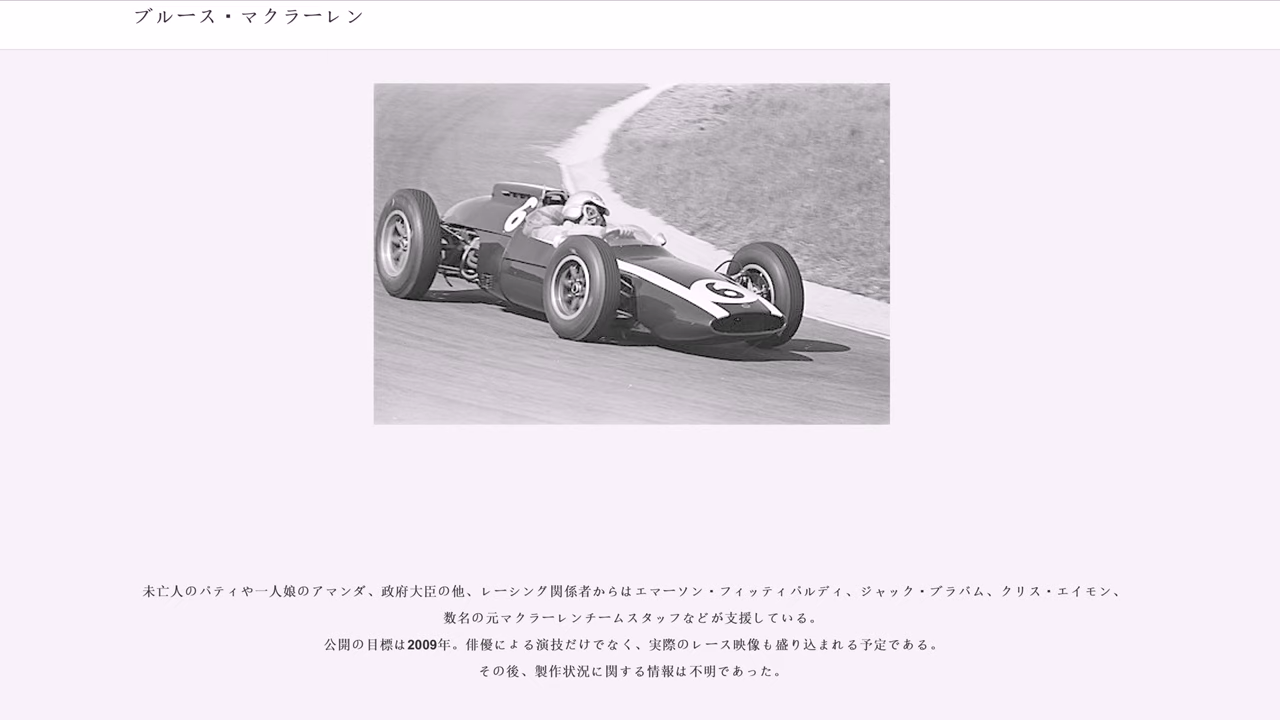 ブルース・マクラーレン
6
6
未亡人のパティや一人娘のアマンダ、政府大臣の他、レーシング関係者からはエマーソン・フィッティパルディ、ジャック・ブラバム、クリス・エイモン、
数名の元マクラーレンチームスタッフなどが支援している。
公開の目標は2009年。俳優による演技だけでなく、実際のレース映像も盛り込まれる予定である。
その後、製作状況に関する情報は不明であった。